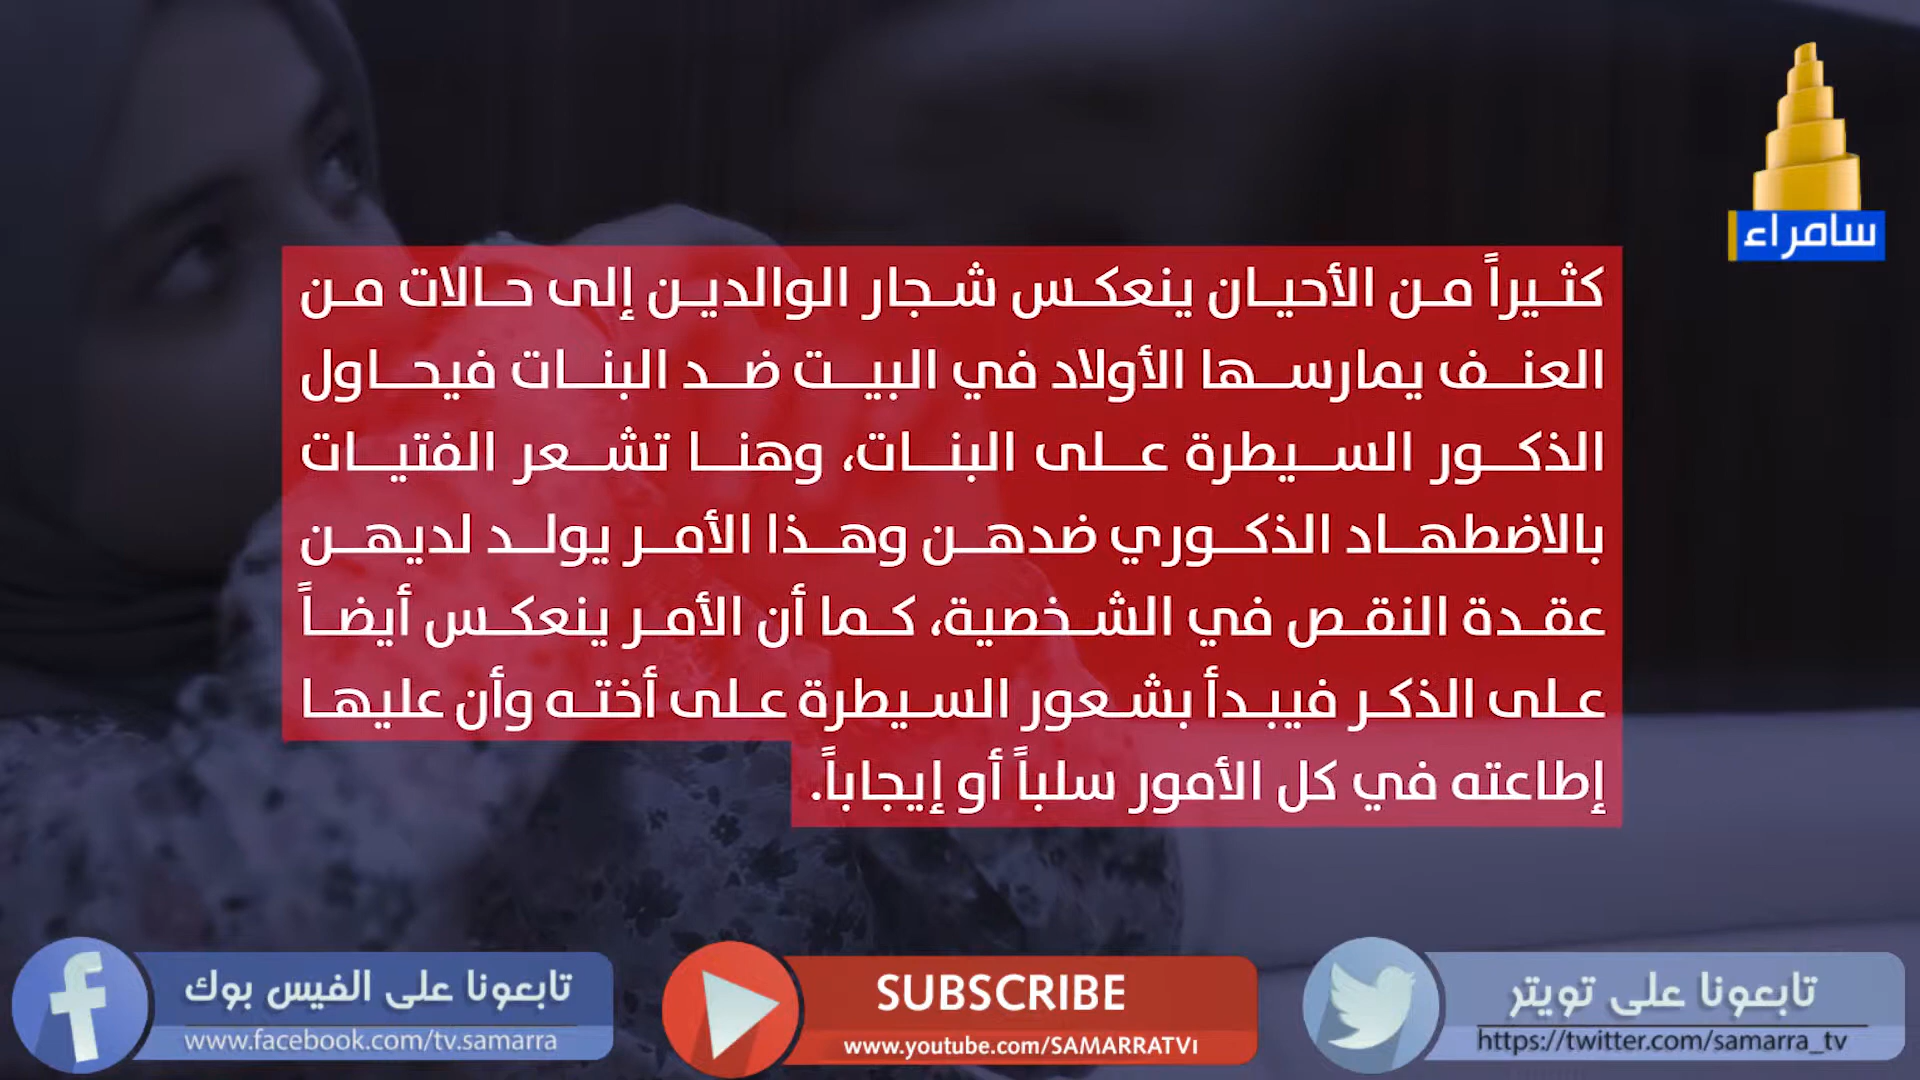 سامراء
كثيراً من الأحيان ينعكس شجار الوالدين إلى حالات من
العنف يمارسها الأولاد في البيت ضد البنات فيحاول
الذكور السيطرة على البنات، وهنا تشعر الفتيات
بالاضطهاد الذكوري ضدهن وهذا الأمر يولد لديهن
عقدة النقص في الشخصية، كما أن الأمر ينعكس أيضاً
على الذكر فيبدأ بشعور السيطرة على أخته وأن عليها
إطاعته في كل الأمور سلباً أو إيجاباً.
تابعونا على الفيس بوك
www.facebook.com/tv.samarra
SUBSCRIBE
www.youtube.com/SAMARRATV1
تابعونا على تويتر
https://twitter.com/samarra_tv